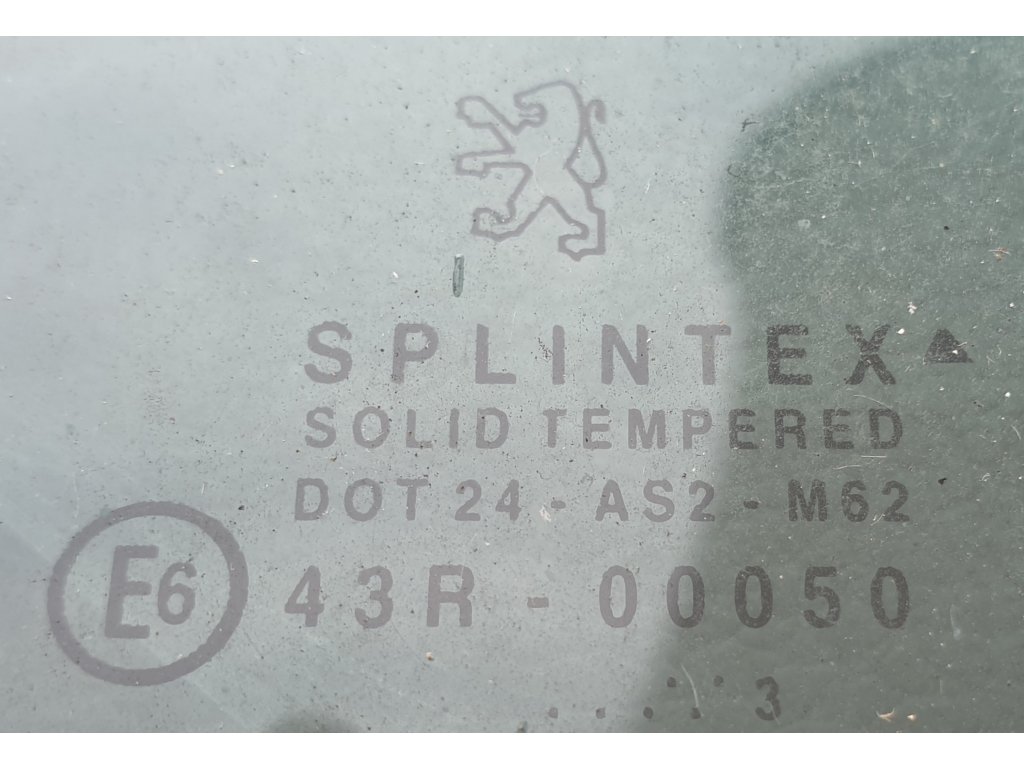 SPLINTEX
SOLID TEMPERED
DOT 24 - AS2 - M62
E6 43R - 00050
3